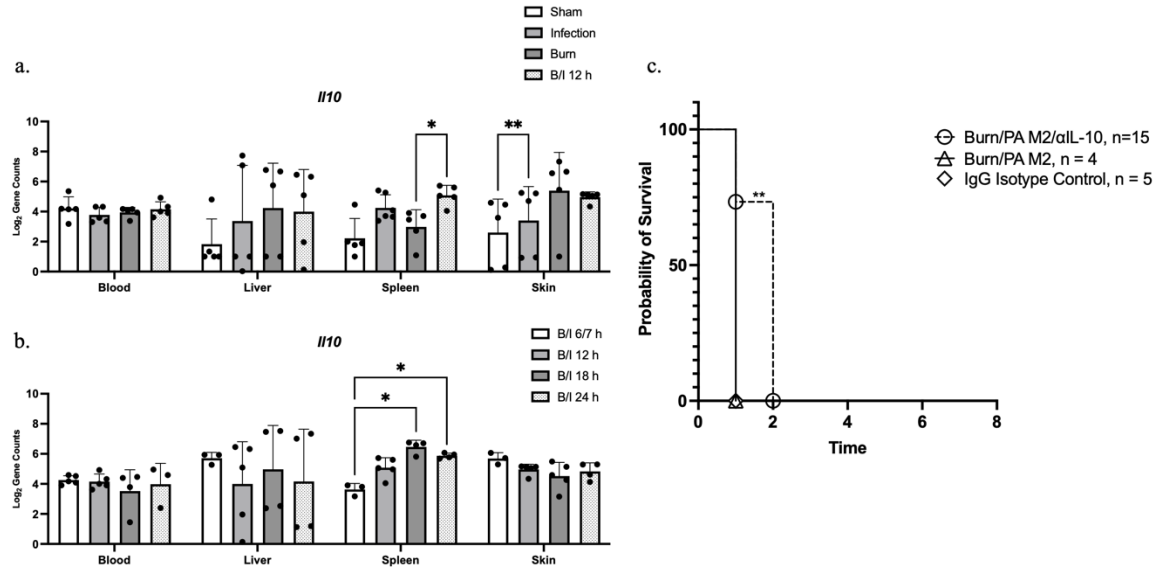 a.
Sham
Infection
Burn
B/I 12 h
Il10
Log2 Gene Counts
10
8
6
4
2
0
*
**
Blood Liver Spleen Skin
b.
B/I 6/7 h
B/I 12 h
B/I 18 h
B/I 24 h
Il10
Log2 Gene Counts
10
8
6
4
2
0
*
*
Blood Liver Spleen Skin
c.
Burn/PA M2/αIL-10, n=15
Burn/PA M2, n = 4
IgG Isotype Control, n = 5
Probability of Survival
100
50
0
**
0 2 4 6 8
Time